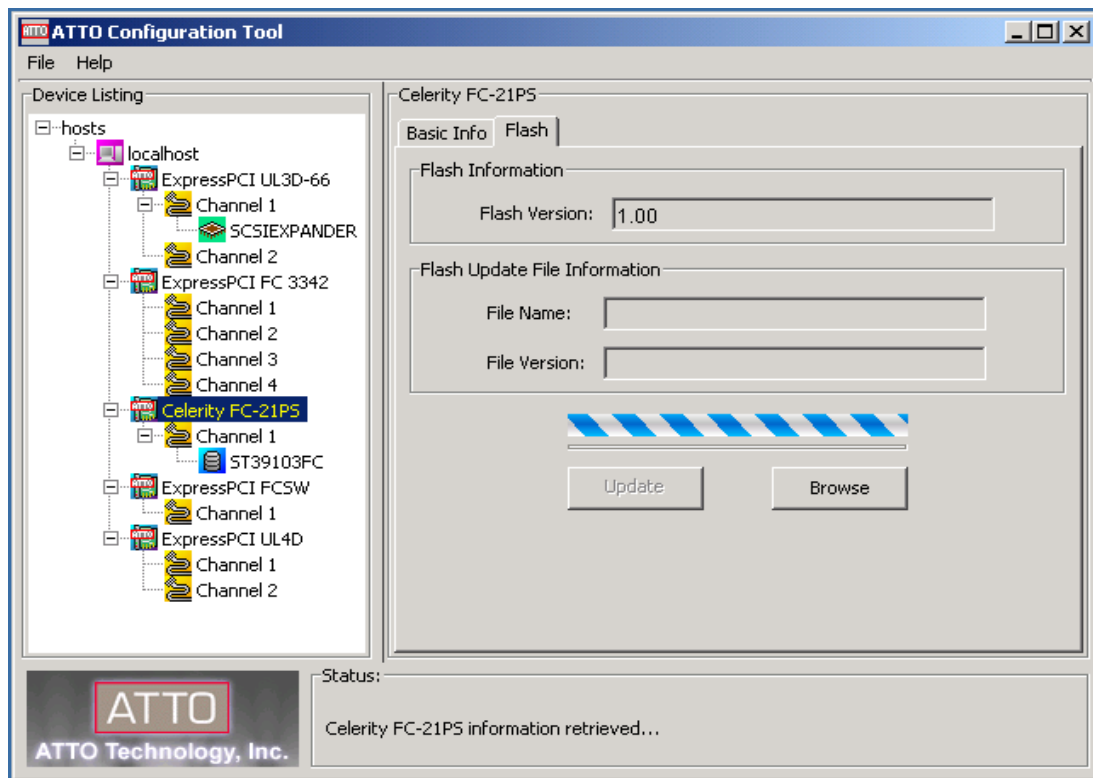 ATTO Configuration Tool
File Help
Device Listing
hosts
localhost
ExpressPCI UL3D-66
Channel 1
SCSIEXPANDER
Channel 2
ExpressPCI FC 3342
Channel 1
Channel 2
Channel 3
Channel 4
Celerity FC-21PS
Channel 1
ST39103FC
ExpressPCI FCSW
Channel 1
ExpressPCI UL4D
Channel 1
Channel 2
Celerity FC-21PS
Basic Info Flash
Flash Information
Flash Version: 1.00
Flash Update File Information
File Name:
File Version:
Update Browse
ATTO
ATTO Technology, Inc.
Status:
Celerity FC-21PS information retrieved...